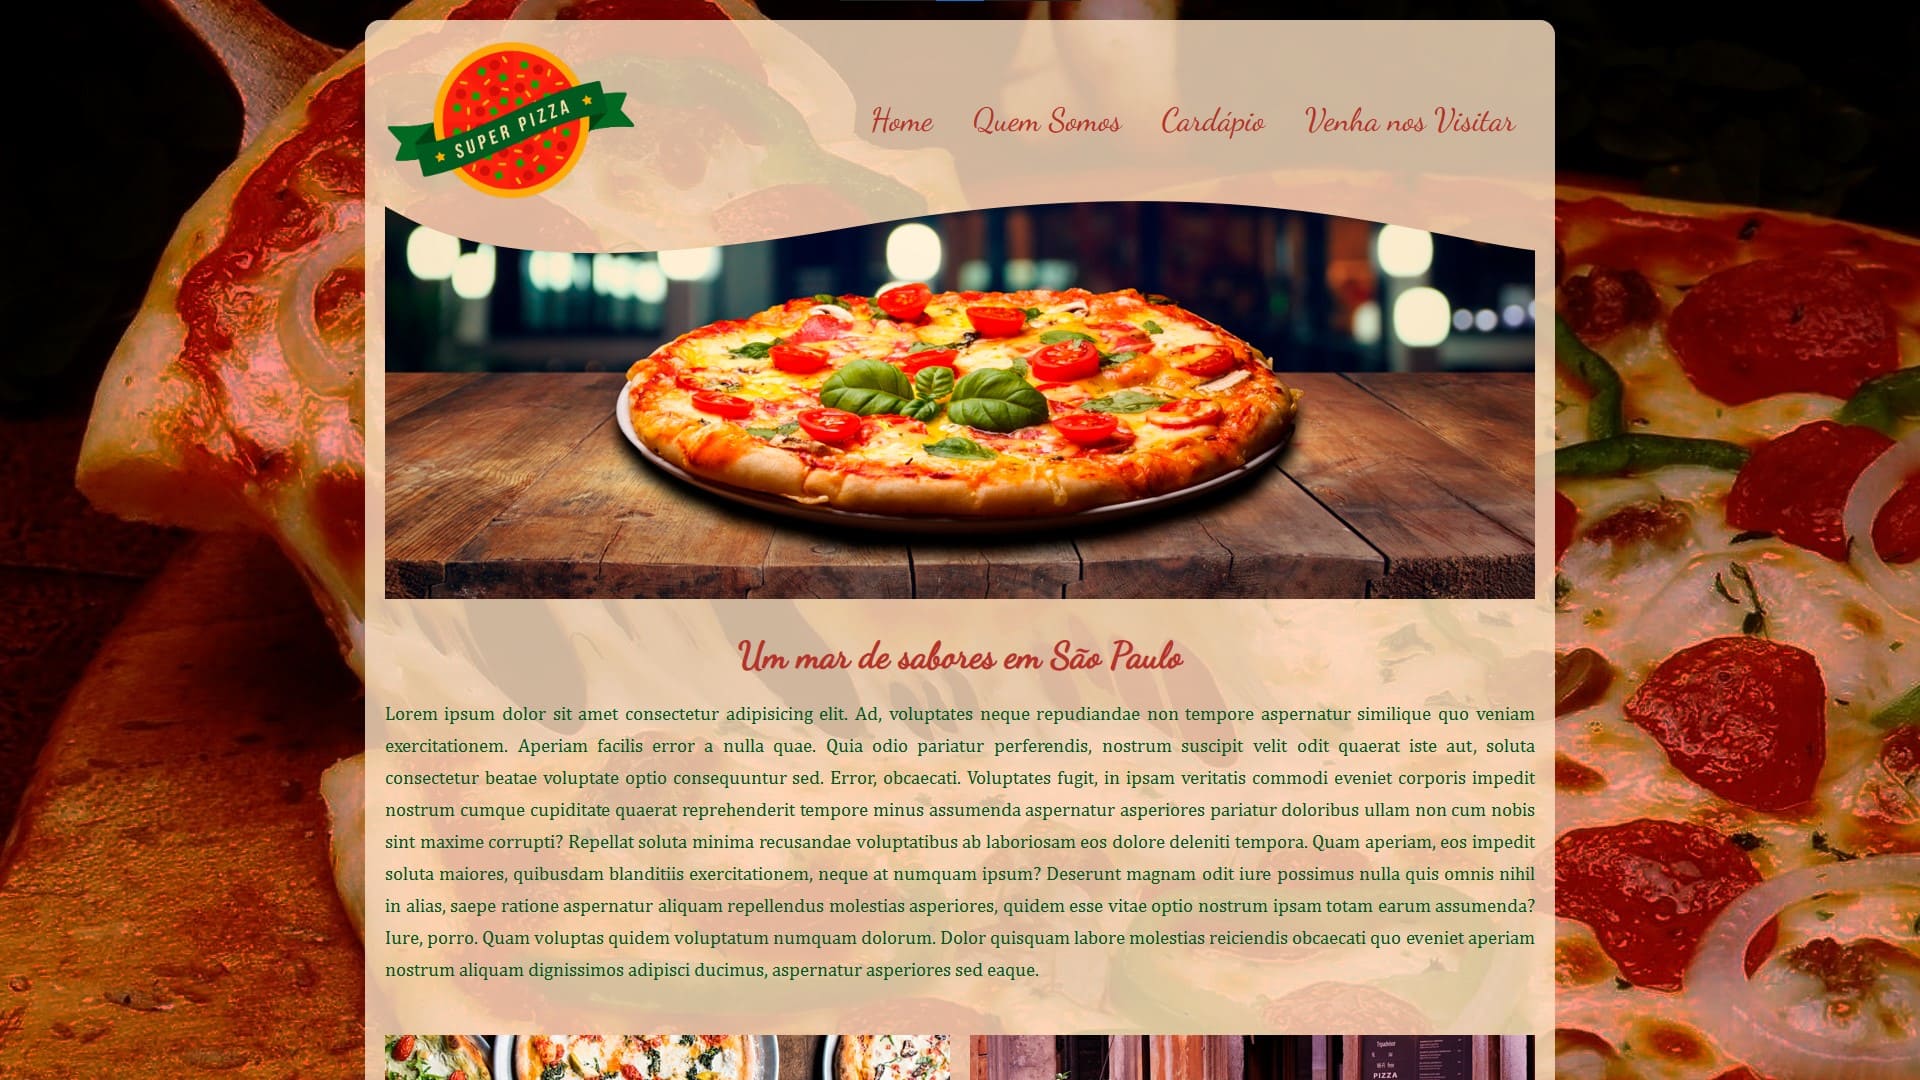 SUPER PIZZA
Home Quem Somos Cardápio Venha nos Visitar
Um mar de sabores em São Paulo
Lorem ipsum dolor sit amet consectetur adipisicing elit. Ad, voluptates neque repudiandae non tempore aspernatur similique quo veniam
exercitationem. Aperiam facilis error a nulla quae. Quia odio pariatur perferendis, nostrum suscipit velit odit quaerat iste aut, soluta
consectetur beatae voluptate optio consequuntur sed. Error, obcaecati. Voluptates fugit, in ipsam veritatis commodi eveniet corporis impedit
nostrum cumque cupiditate quaerat reprehenderit tempore minus assumenda aspernatur asperiores pariatur doloribus ullam non cum nobis
sint maxime corrupti? Repellat soluta minima recusandae voluptatibus ab laboriosam eos dolore deleniti tempora. Quam aperiam, eos impedit
soluta maiores, quibusdam blanditiis exercitationem, neque at numquam ipsum? Deserunt magnam odit iure possimus nulla quis omnis nihil
in alias, saepe ratione aspernatur aliquam repellendus molestias asperiores, quidem esse vitae optio nostrum ipsam totam earum assumenda?
Iure, porro. Quam voluptas quidem voluptatum numquam dolorum. Dolor quisquam labore molestias reiciendis obcaecati quo eveniet aperiam
nostrum aliquam dignissimos adipisci ducimus, aspernatur asperiores sed eaque.
PIZZA